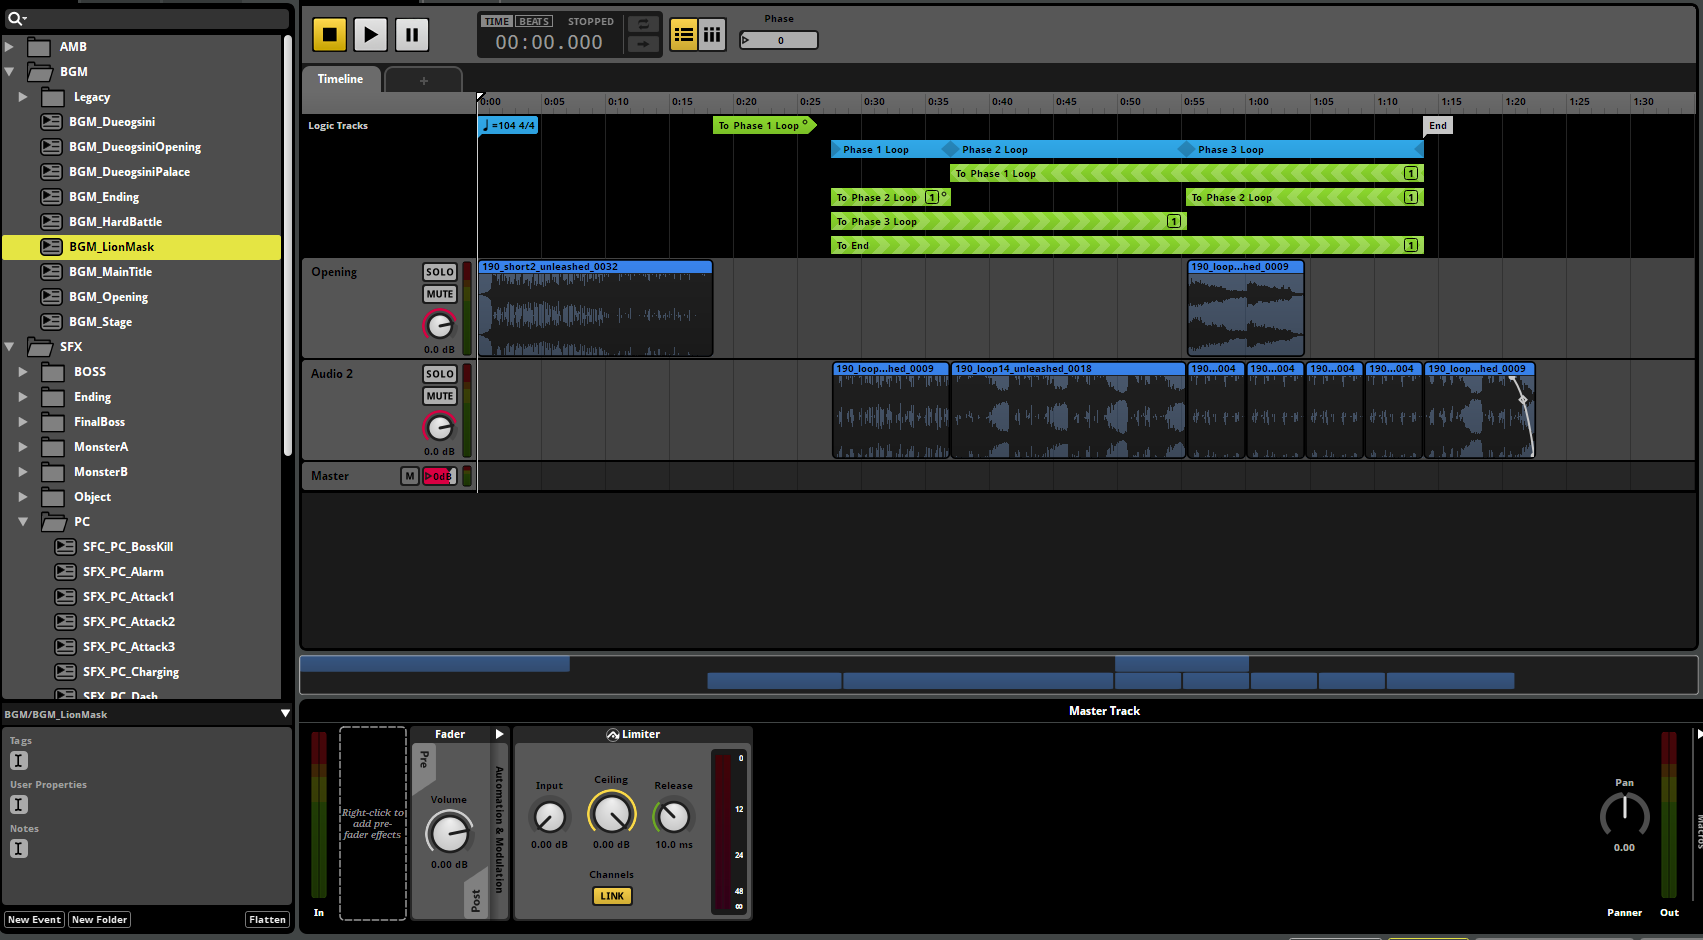 TIME BEATS STOPPED
00:00.000
Phase
0
Timeline
+
0:00 0:05 0:10 0:15 0:20 0:25 0:30 0:35 0:40 0:45 0:50 0:55 1:00 1:05 1:10 1:15 1:20 1:25 1:30
Logic Tracks
=104 4/4
To Phase 1 Loop
End
Phase 1 Loop
Phase 2 Loop
Phase 3 Loop
To Phase 1 Loop 1
To Phase 2 Loop 1
To Phase 2 Loop 1
To Phase 3 Loop 1
To End 1
Opening
SOLO
MUTE
0.0 dB
190_short2_unleashed_0032
190_loop...hed_0009
Audio 2
SOLO
MUTE
0.0 dB
190_loop...hed_0009
190_loop14_unleashed_0018
190...004
190...004
190...004
190...004
190_loop...hed_0009
Master
M
0dB
AMB
BGM
Legacy
BGM_Dueogsini
BGM_DueogsiniOpening
BGM_DueogsiniPalace
BGM_Ending
BGM_HardBattle
BGM_LionMask
BGM_MainTitle
BGM_Opening
BGM_Stage
SFX
BOSS
Ending
FinalBoss
MonsterA
MonsterB
Object
PC
SFC_PC_BossKill
SFX_PC_Alarm
SFX_PC_Attack1
SFX_PC_Attack2
SFX_PC_Attack3
SFX_PC_Charging
SFX_PC_Dash
BGM/BGM_LionMask
Tags
User Properties
Notes
New Event
New Folder
Flatten
Master Track
In
Right-click to
add pre-
fader effects
Fader
Pre
Volume
0.00 dB
Post
Automation & Modulation
Limiter
Input
0.00 dB
Ceiling
0.00 dB
Release
10.0 ms
Channels
LINK
0
12
24
48
∞
Pan
0.00
Panner
Out
Macros